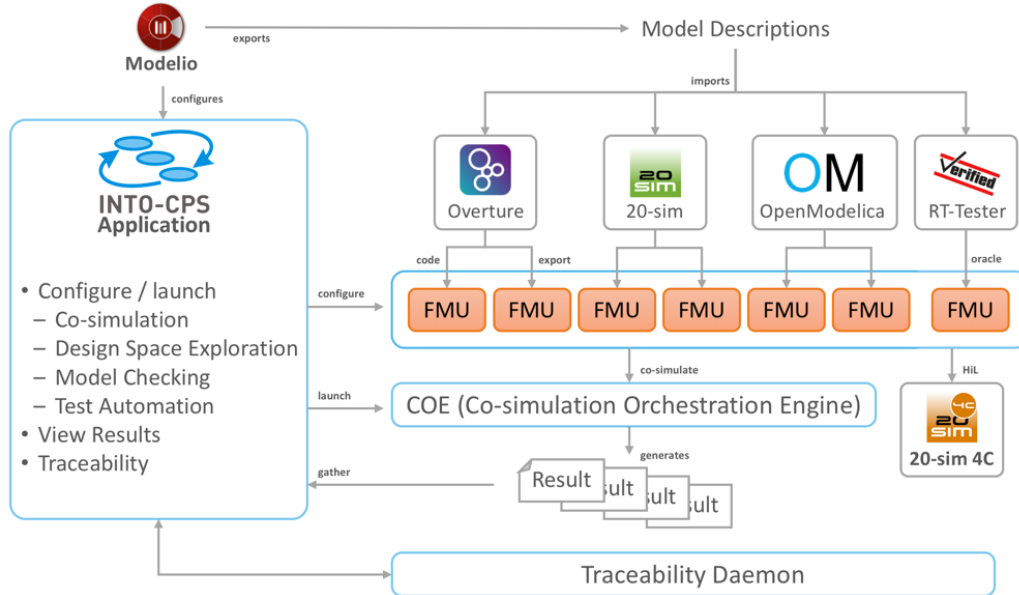 exports
Model Descriptions
Modelio
configures
imports
INTO-CPS
Application
Overture
20
SIM
20-sim
OM
OpenModelica
Verified
RT-Tester
code
export
oracle
• Configure / launch
– Co-simulation
– Design Space Exploration
– Model Checking
– Test Automation
• View Results
• Traceability
configure
FMU
FMU
FMU
FMU
FMU
FMU
FMU
co-simulate
HiL
launch
COE (Co-simulation Orchestration Engine)
4C
20
SIM
20-sim 4C
generates
gather
Result
sult
sult
sult
Traceability Daemon